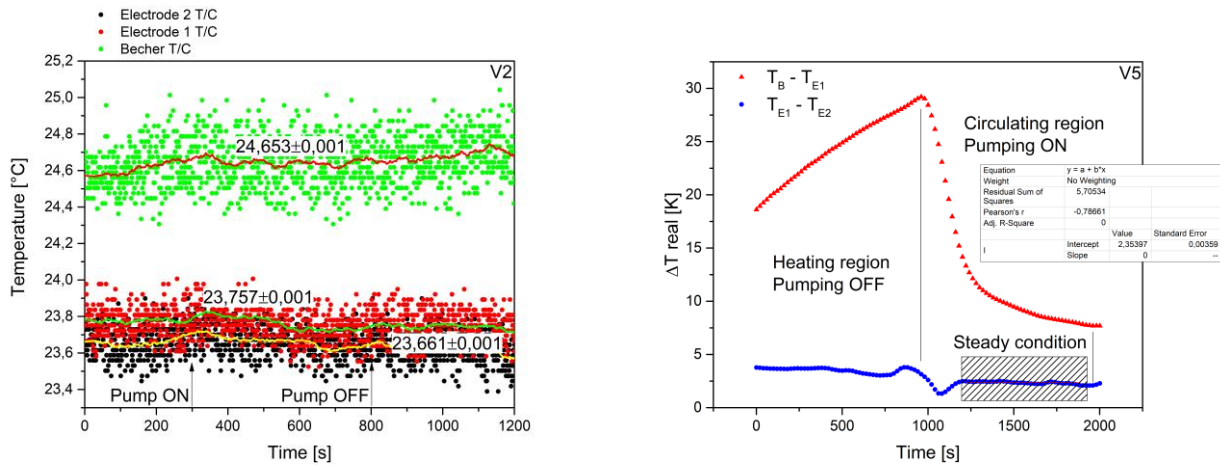 Electrode 2 T/C
Electrode 1 T/C
Becher T/C
25,2
25,0
24,8
24,6
24,4
24,2
24,0
23,8
23,6
23,4
Temperature [°C]
V2
24,653±0,001
23,757±0,001
23,661±0,001
Pump ON
Pump OFF
0 200 400 600 800 1000 1200
Time [s]
30
25
20
15
10
5
0
ΔT real [K]
V5
T_B - T_E1
T_E1 - T_E2
Circulating region
Pumping ON
Equation y = a + b*x
Weight No Weighting
Residual Sum of Squares 5,70534
Pearson's r -0,78661
Adj. R-Square 0
Value Standard Error
I Intercept 2,35397 0,00359
Slope 0 --
Heating region
Pumping OFF
Steady condition
0 500 1000 1500 2000
Time [s]